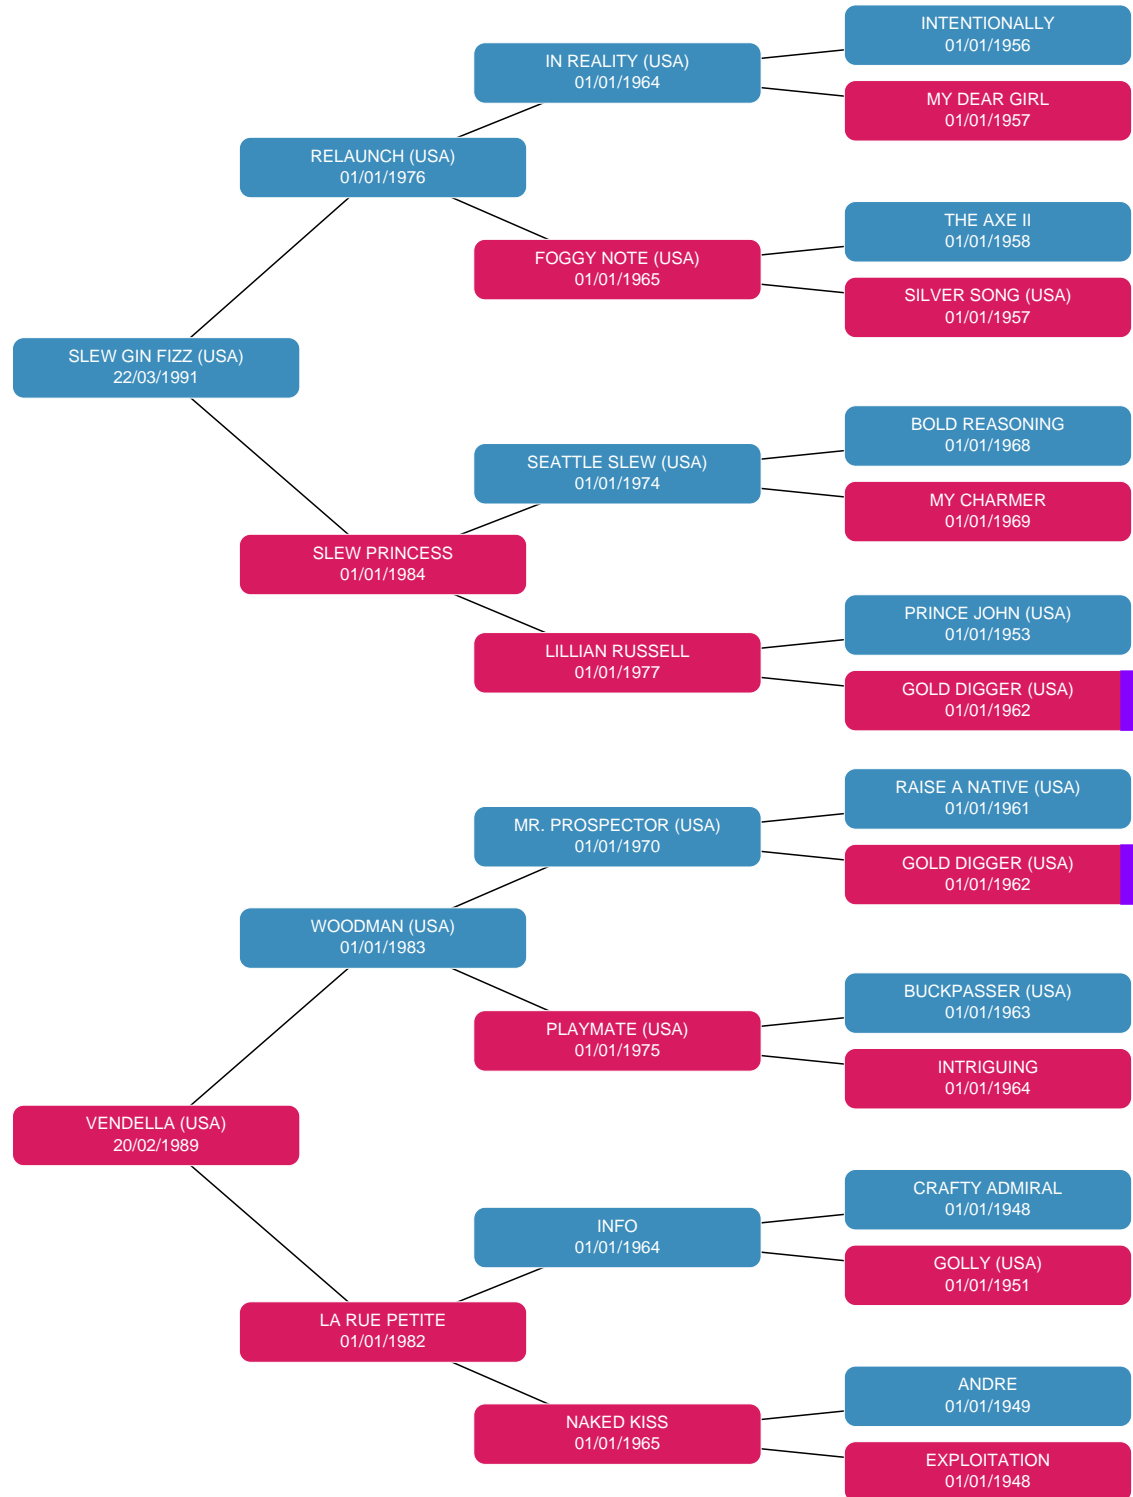 INTENTIONALLY
01/01/1956
IN REALITY (USA)
01/01/1964
MY DEAR GIRL
01/01/1957
RELAUNCH (USA)
01/01/1976
THE AXE II
01/01/1958
FOGGY NOTE (USA)
01/01/1965
SILVER SONG (USA)
01/01/1957
SLEW GIN FIZZ (USA)
22/03/1991
BOLD REASONING
01/01/1968
SEATTLE SLEW (USA)
01/01/1974
MY CHARMER
01/01/1969
SLEW PRINCESS
01/01/1984
PRINCE JOHN (USA)
01/01/1953
LILLIAN RUSSELL
01/01/1977
GOLD DIGGER (USA)
01/01/1962
RAISE A NATIVE (USA)
01/01/1961
MR. PROSPECTOR (USA)
01/01/1970
GOLD DIGGER (USA)
01/01/1962
WOODMAN (USA)
01/01/1983
BUCKPASSER (USA)
01/01/1963
PLAYMATE (USA)
01/01/1975
INTRIGUING
01/01/1964
VENDELLA (USA)
20/02/1989
CRAFTY ADMIRAL
01/01/1948
INFO
01/01/1964
GOLLY (USA)
01/01/1951
LA RUE PETITE
01/01/1982
ANDRE
01/01/1949
NAKED KISS
01/01/1965
EXPLOITATION
01/01/1948